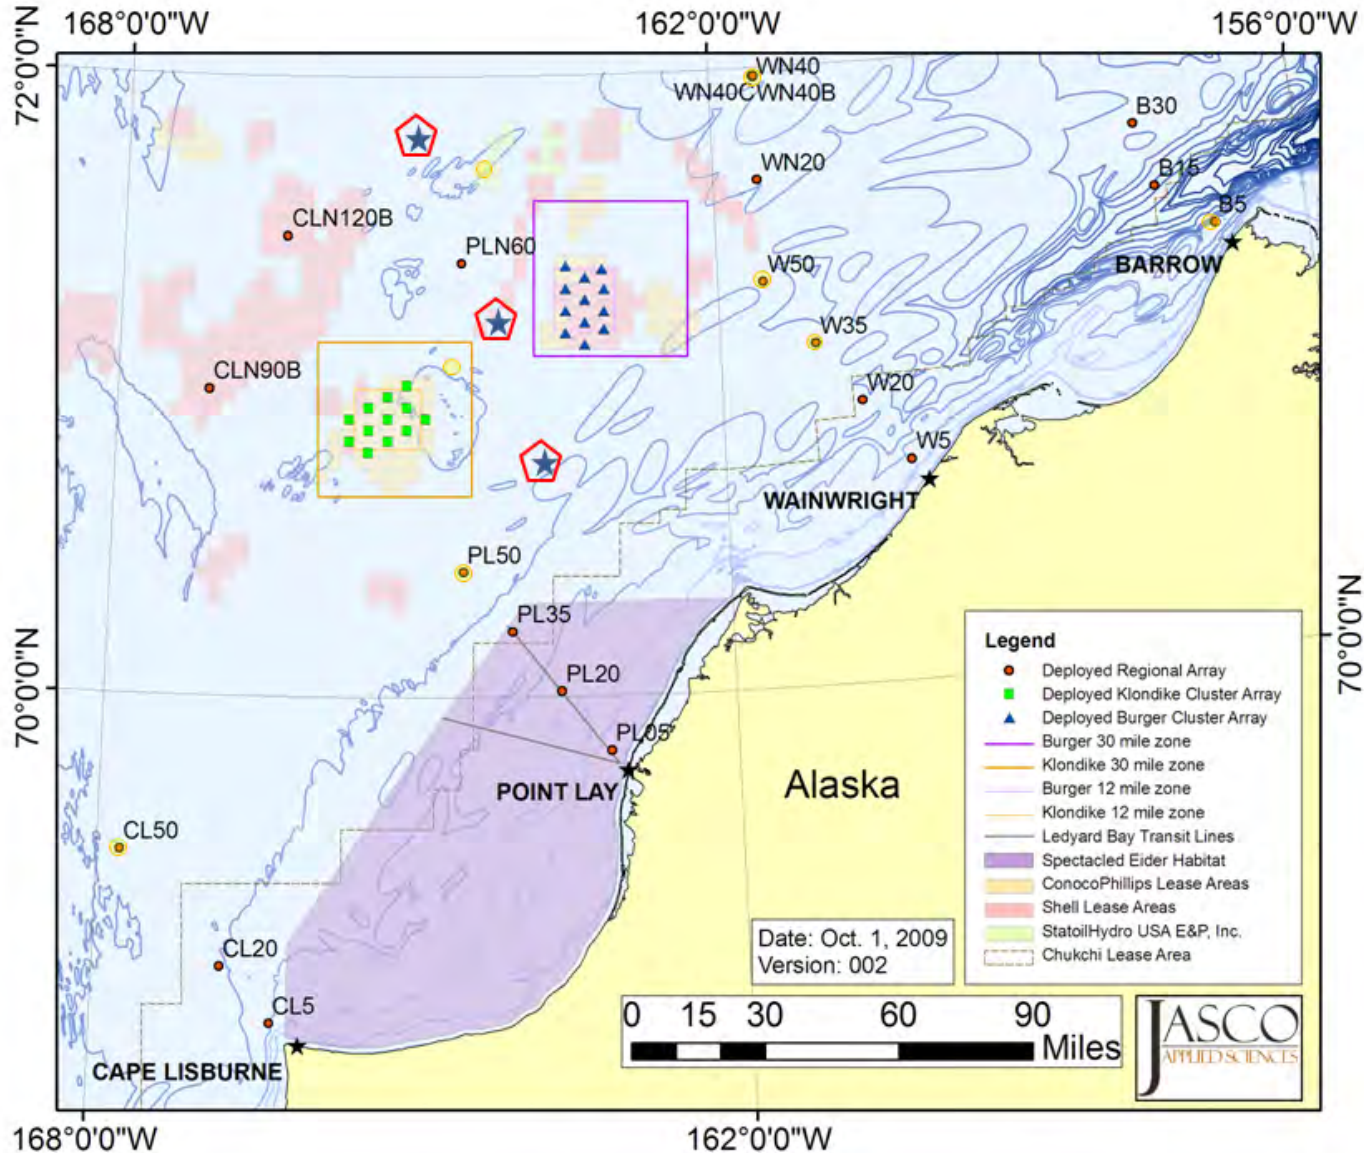 168°0'0"W
162°0'0"W
156°0'0"W
72°0'0"N
WN40
WN40CWN40B
B30
WN20
B15
B5
CLN120B
PLN60
BARROW
W50
W35
CLN90B
W20
W5
WAINWRIGHT
PL50
PL35
70°0'0"N
70°0'0"N
PL20
PL05
POINT LAY
Alaska
CL50
CL20
CL5
CAPE LISBURNE
Legend
Deployed Regional Array
Deployed Klondike Cluster Array
Deployed Burger Cluster Array
Burger 30 mile zone
Klondike 30 mile zone
Burger 12 mile zone
Klondike 12 mile zone
Ledyard Bay Transit Lines
Spectacled Eider Habitat
ConocoPhillips Lease Areas
Shell Lease Areas
StatoilHydro USA E&P, Inc.
Chukchi Lease Area
Date: Oct. 1, 2009
Version: 002
0 15 30 60 90
Miles
JASCO
APPLIED SCIENCES
168°0'0"W
162°0'0"W